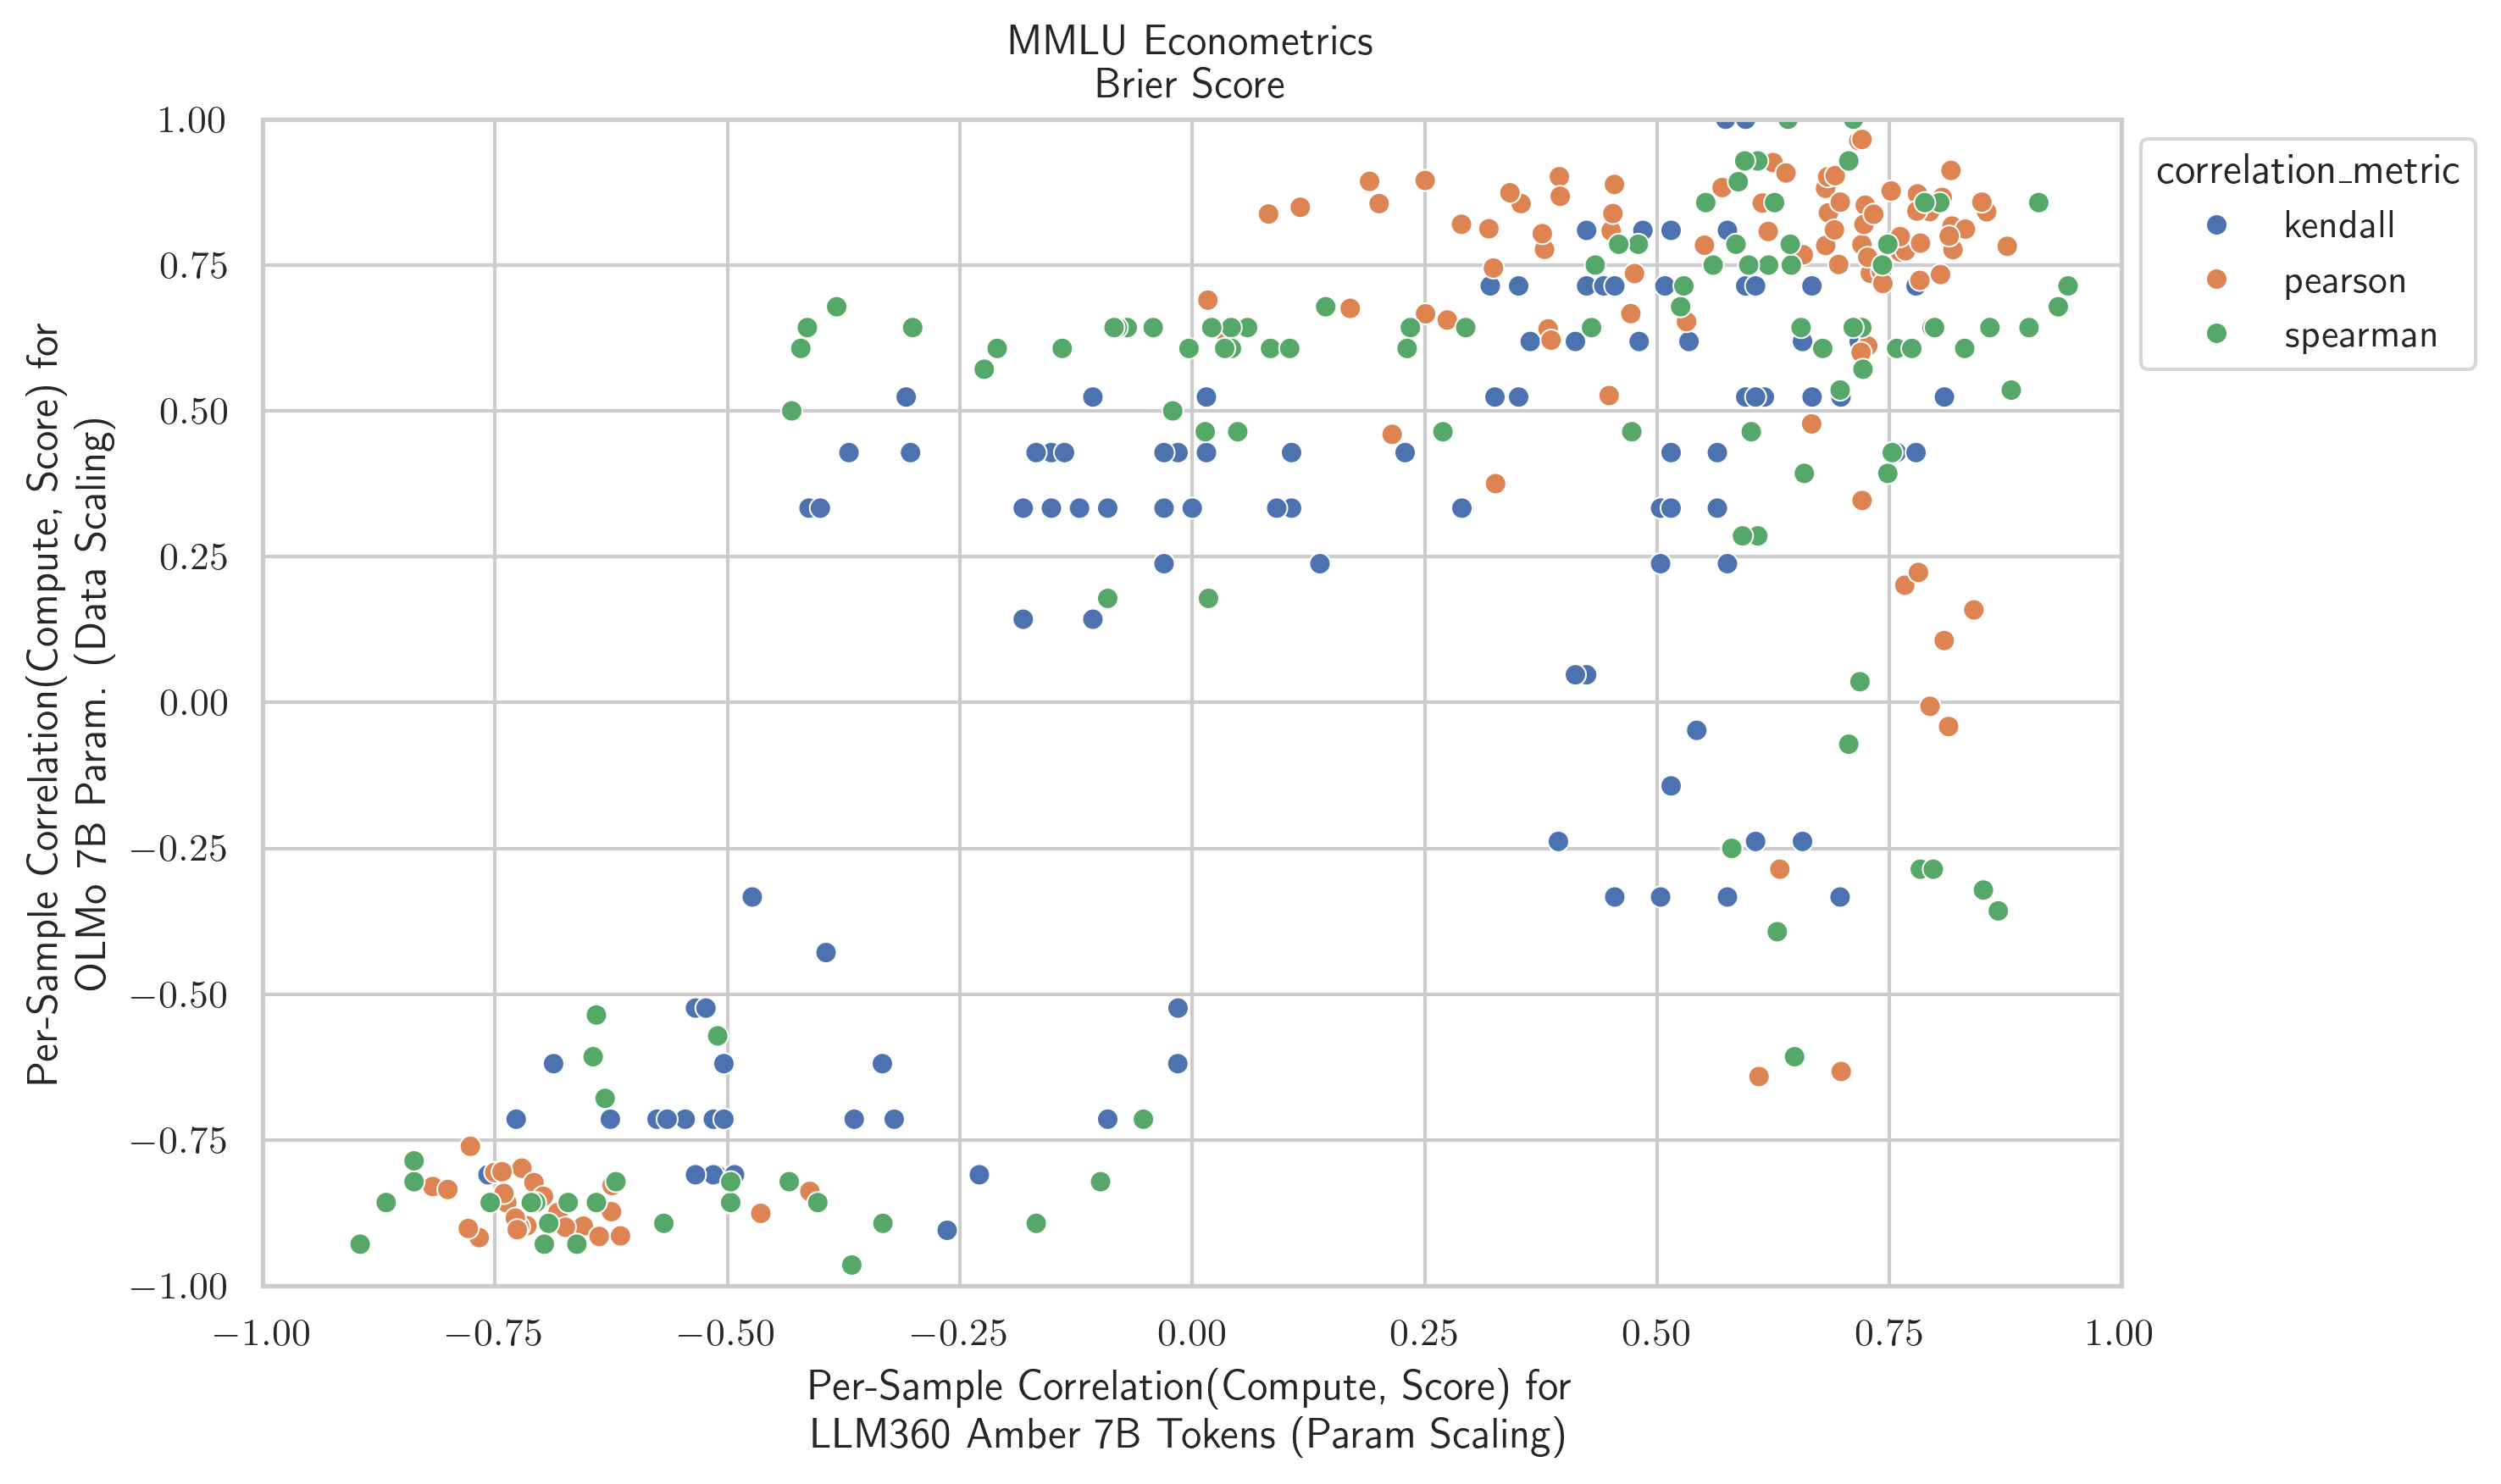 MMLU Econometrics
Brier Score
Per-Sample Correlation(Compute, Score) for
OLMo 7B Param. (Data Scaling)
1.00
0.75
0.50
0.25
0.00
−0.25
−0.50
−0.75
−1.00
−1.00 −0.75 −0.50 −0.25 0.00 0.25 0.50 0.75 1.00
Per-Sample Correlation(Compute, Score) for
LLM360 Amber 7B Tokens (Param Scaling)
correlation_metric
kendall
pearson
spearman